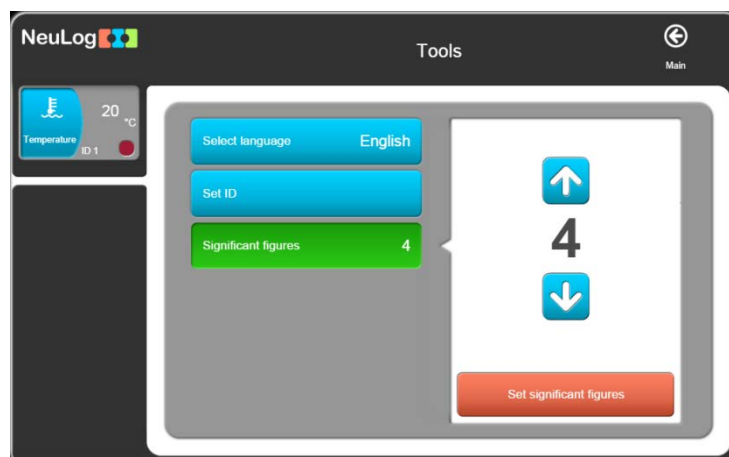 NeuLog
Tools
Main
20 °C
Temperature
ID 1
Select language English
Set ID
Significant figures 4
4
Set significant figures